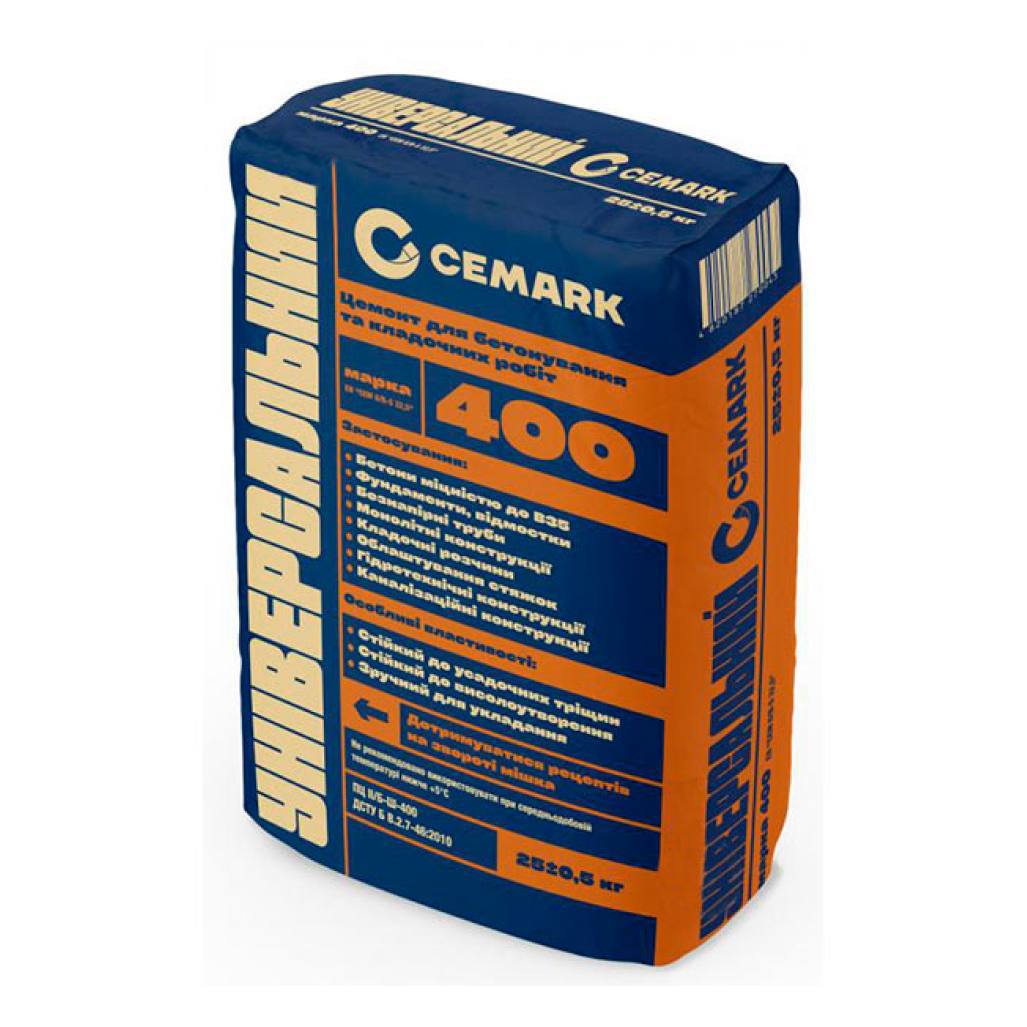 УНІВЕРСАЛЬНИЙ
марка 400
CEMARK
25±0,5 кг
УНІВЕРСАЛЬНИЙ
CEMARK
Цемент для бетонування
та кладочних робіт
марка
400
Застосування:
• Бетони міцністю до В35
• Фундаменти, відмостки
• Безнапірні труби
• Монолітні конструкції
• Кладочні розчини
• Облаштування стяжок
• Гідротехнічні конструкції
• Каналізаційні конструкції
Особливі властивості:
• Стійкий до усадочних тріщин
• Стійкий до висолоутворення
• Зручний для укладання
Дотримуватися рецептів
на звороті мішка
Не рекомендовано використовувати при середньодобовій
температурі нижче +5°С
ПЦ ІІ/Б-Ш-400
ДСТУ Б В.2.7-46:2010
25±0,5 кг
УНІВЕРСАЛЬНИЙ
марка 400
CEMARK
25±0,5 кг